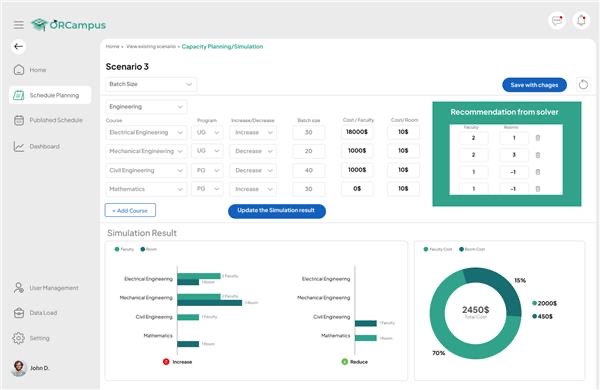 ORCampus
Home > View existing scenario > Capacity Planning/Simulation
Scenario 3
Batch Size
Save with chages
Home
Schedule Planning
Published Schedule
Dashboard
Engineering
Course Program Increase/Decrease Batch size Cost / Faculty Cost/ Room
Electrical Engineering UG Increase 30 18000$ 10$
Mechanical Engineering UG Decrease 20 1000$ 10$
Civil Engineering PG Decrease 40 1000$ 10$
Mathematics PG Increase 30 0$ 10$
Recommendation from solver
Faculty Rooms
2 1
2 3
1 -1
1 -1
+ Add Course
Update the Simulation result
Simulation Result
Faculty Room
Electrical Engineering
2 Faculty
1 Room
Mechanical Engineering
2 Faculty
3 Room
Civil Engineering
1 Faculty
Mathematics
1 Room
Increase
Electrical Engineering
Mechanical Engineering
Civil Engineering
1 Faculty
Mathematics
1 Room
Reduce
Faculty Cost Room Cost
15%
2450$
Total Cost
2000$
450$
70%
User Management
Data Load
Setting
John D.